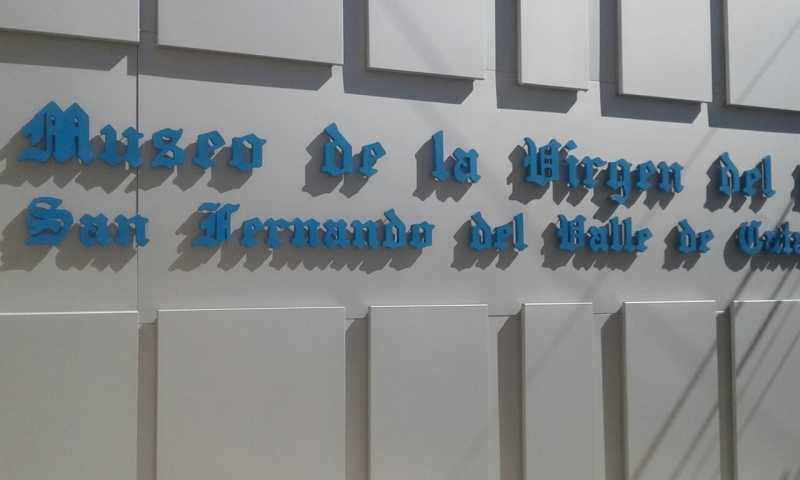 Museo de la Virgen del
San Fernando del Valle de